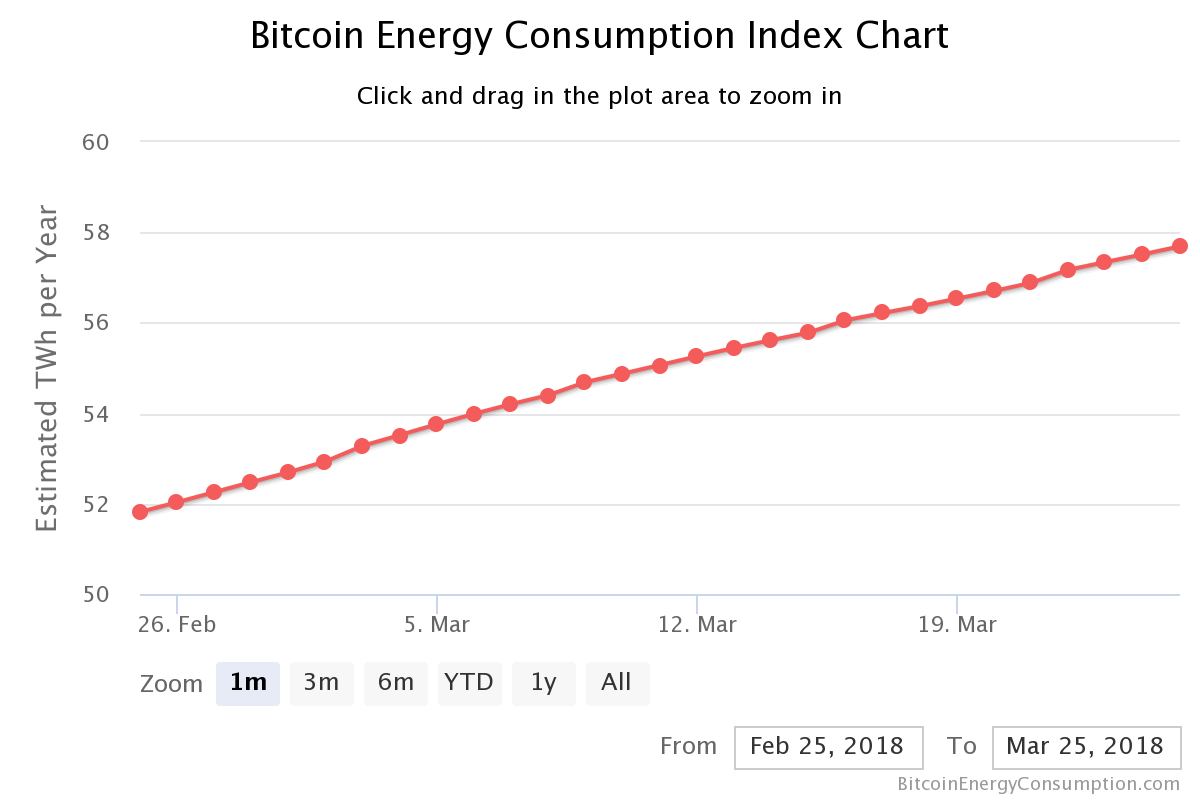 Bitcoin Energy Consumption Index Chart
Click and drag in the plot area to zoom in
Estimated TWh per Year
60
58
56
54
52
50
26. Feb 5. Mar 12. Mar 19. Mar
Zoom 1m 3m 6m YTD 1y All
From Feb 25, 2018 To Mar 25, 2018
BitcoinEnergyConsumption.com